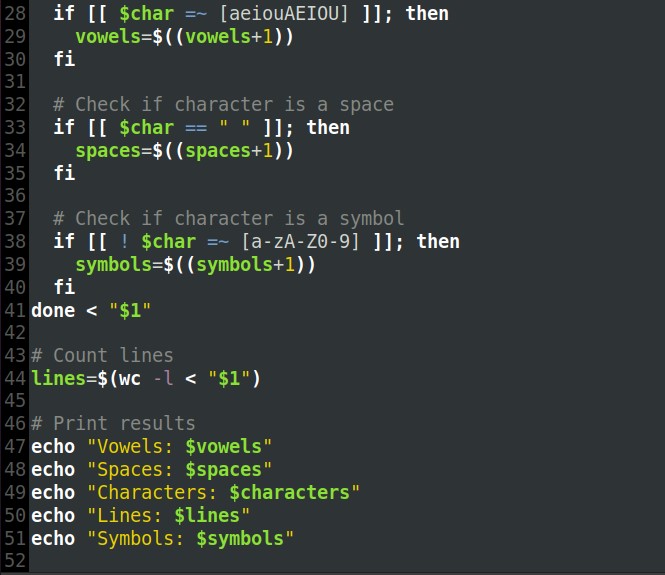 28   if [[ $char =~ [aeiouAEIOU] ]]; then
29     vowels=$((vowels+1))
30   fi
31
32   # Check if character is a space
33   if [[ $char == " " ]]; then
34     spaces=$((spaces+1))
35   fi
36
37   # Check if character is a symbol
38   if [[ ! $char =~ [a-zA-Z0-9] ]]; then
39     symbols=$((symbols+1))
40   fi
41 done < "$1"
42
43 # Count lines
44 lines=$(wc -l < "$1")
45
46 # Print results
47 echo "Vowels: $vowels"
48 echo "Spaces: $spaces"
49 echo "Characters: $characters"
50 echo "Lines: $lines"
51 echo "Symbols: $symbols"
52